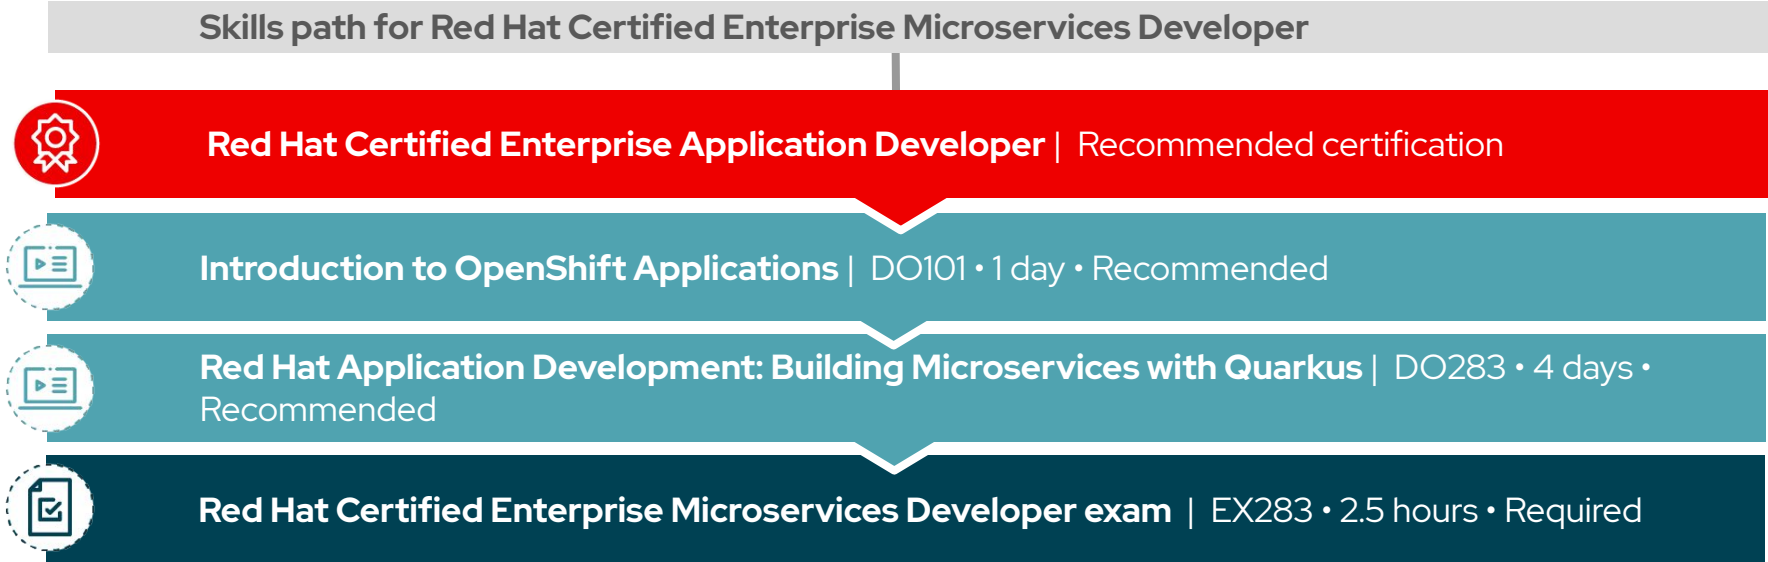 Skills path for Red Hat Certified Enterprise Microservices Developer
Red Hat Certified Enterprise Application Developer | Recommended certification
Introduction to OpenShift Applications | DO101 • 1 day • Recommended
Red Hat Application Development: Building Microservices with Quarkus | DO283 • 4 days •
Recommended
Red Hat Certified Enterprise Microservices Developer exam | EX283 • 2.5 hours • Required